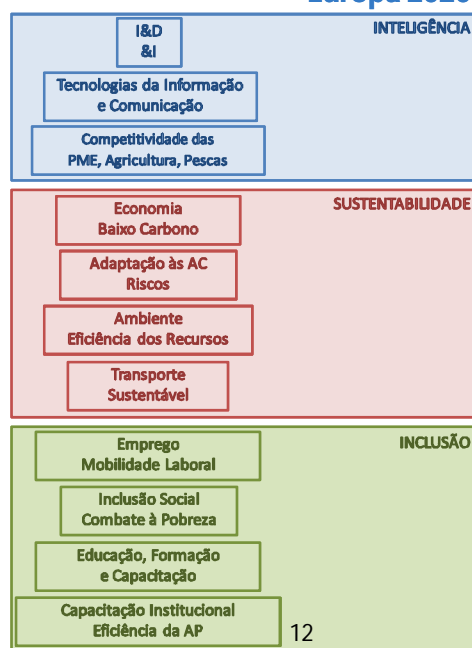 Europa 2020
INTELIGÊNCIA
I&D
&I
Tecnologias da Informação
e Comunicação
Competitividade das
PME, Agricultura, Pescas
SUSTENTABILIDADE
Economia
Baixo Carbono
Adaptação às AC
Riscos
Ambiente
Eficiência dos Recursos
Transporte
Sustentável
INCLUSÃO
Emprego
Mobilidade Laboral
Inclusão Social
Combate à Pobreza
Educação, Formação
e Capacitação
Capacitação Institucional
Eficiência da AP
12